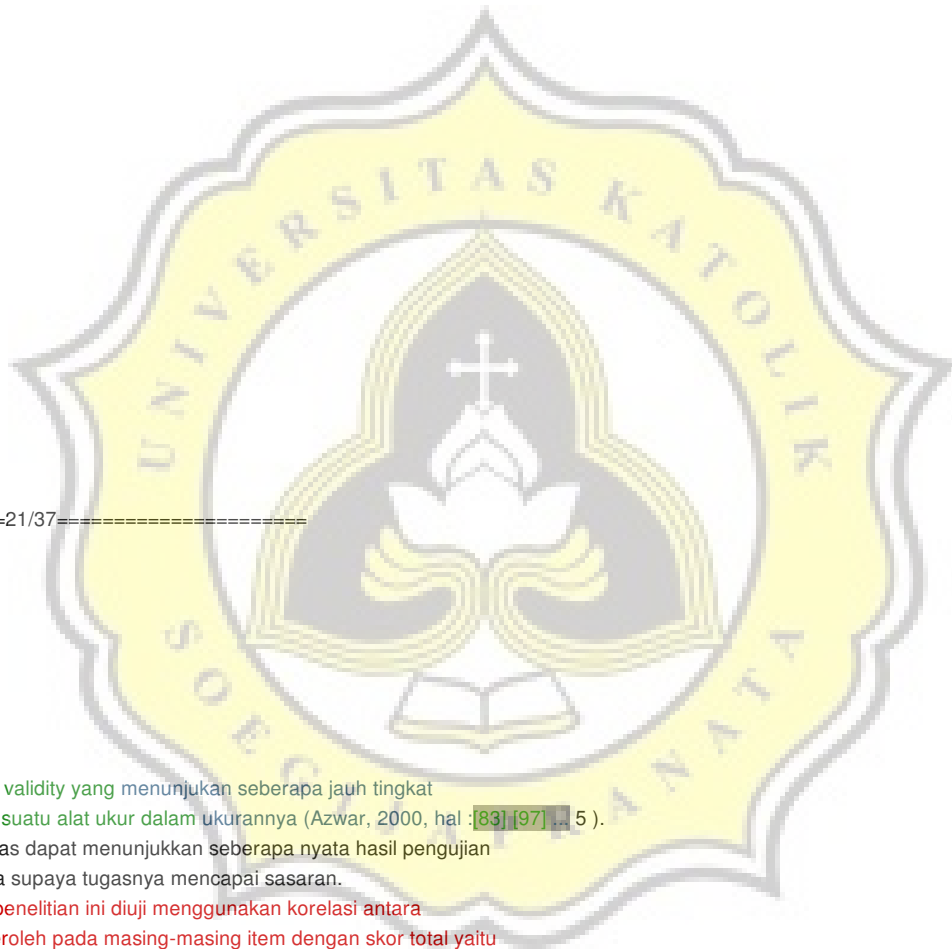 UNIVERSITAS KATOLIK
=21/37======================
SOEGIJAPRANATA
validity yang menunjukan seberapa jauh tingkat
suatu alat ukur dalam ukurannya (Azwar, 2000, hal :[83] [97] ... 5 ).
as dapat menunjukkan seberapa nyata hasil pengujian
a supaya tugasnya mencapai sasaran.
penelitian ini diuji menggunakan korelasi antara
eroleh pada masing-masing item dengan skor total yaitu